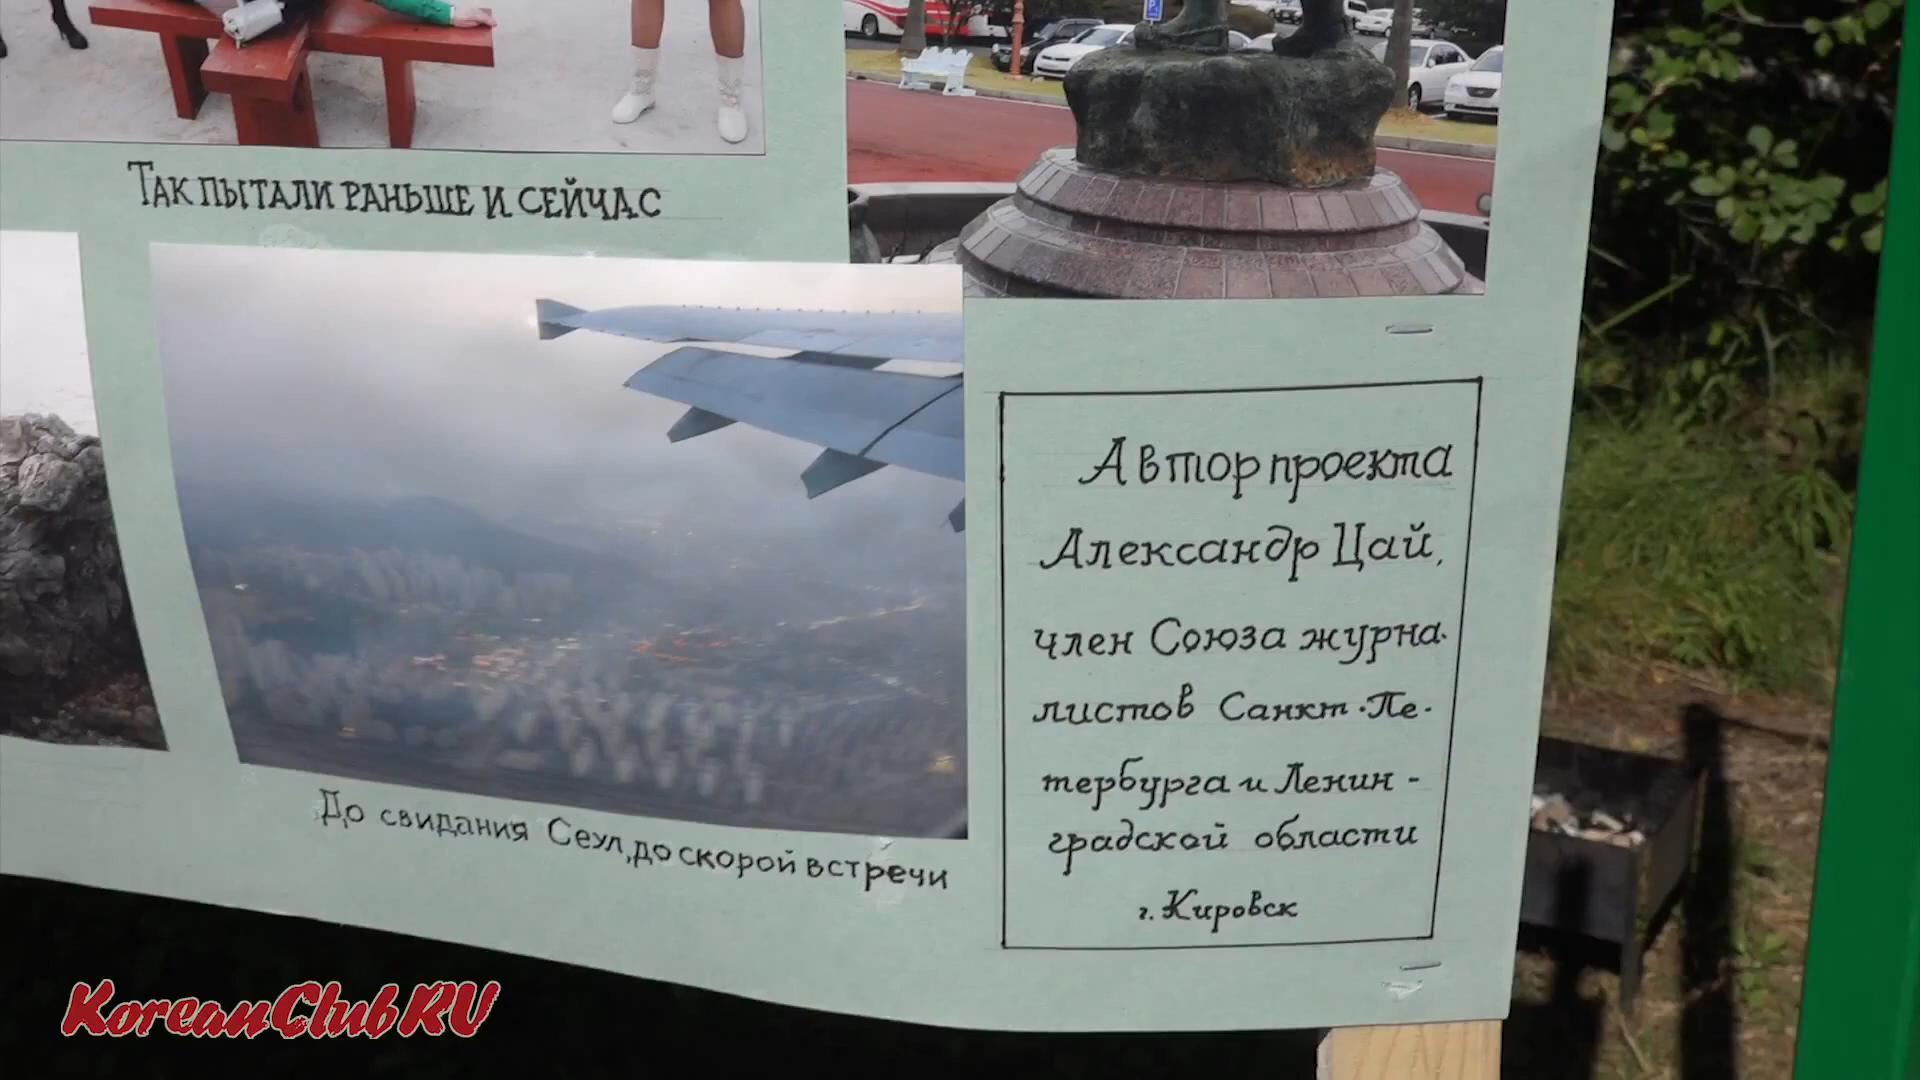 Так пытали раньше и сейчас
До свидания Сеул, до скорой встречи
Автор проекта
Александр Цай,
член Союза журна-
листов Санкт-Пе-
тербурга и Ленин-
градской области
г. Кировск
KoreanClubRU